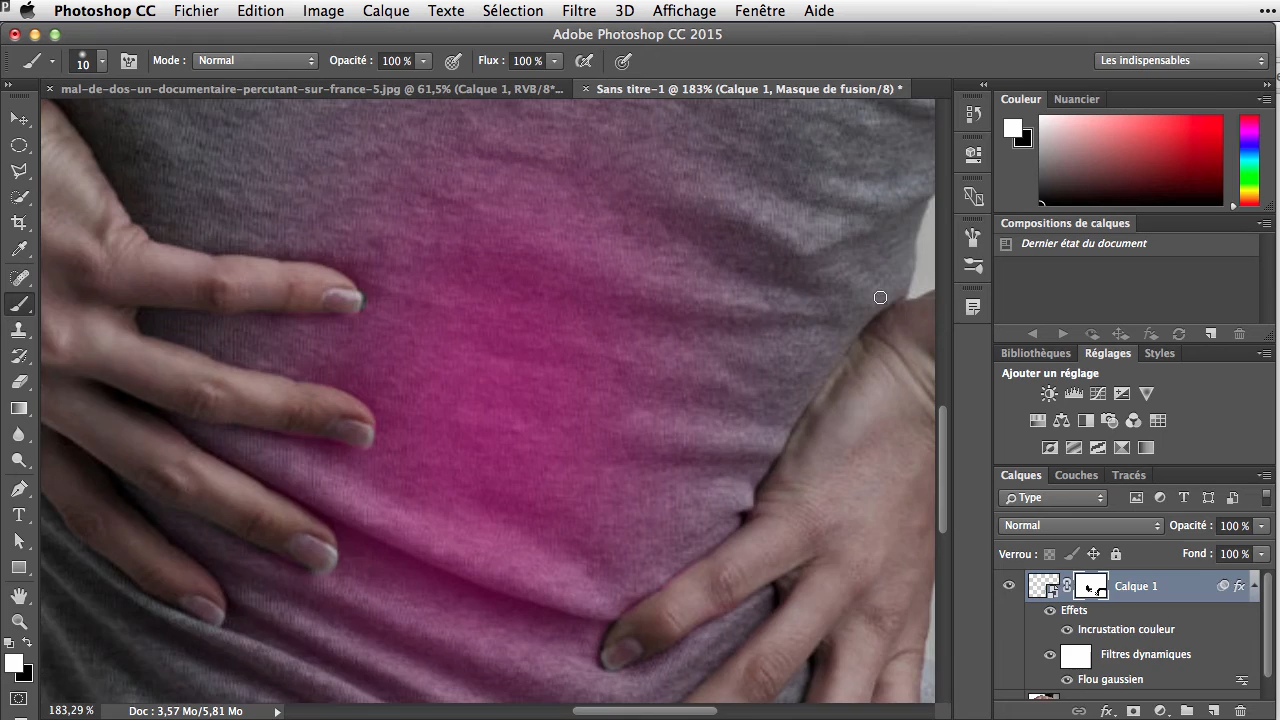 Photoshop CC Fichier Edition Image Calque Texte Sélection Filtre 3D Affichage Fenêtre Aide
Adobe Photoshop CC 2015
10 Mode : Normal Opacité : 100 % Flux : 100 % Les indispensables
mal-de-dos-un-documentaire-percutant-sur-france-5.jpg @ 61,5% (Calque 1, RVB/8*... Sans titre-1 @ 183% (Calque 1, Masque de fusion/8) *
Couleur Nuancier
Compositions de calques
Dernier état du document
Bibliothèques Réglages Styles
Ajouter un réglage
Calques Couches Tracés
Type
Normal Opacité : 100 %
Verrou : Fond : 100 %
Calque 1 fx
Effets
Incrustation couleur
Filtres dynamiques
Flou gaussien
183,29 % Doc : 3,57 Mo/5,81 Mo fx